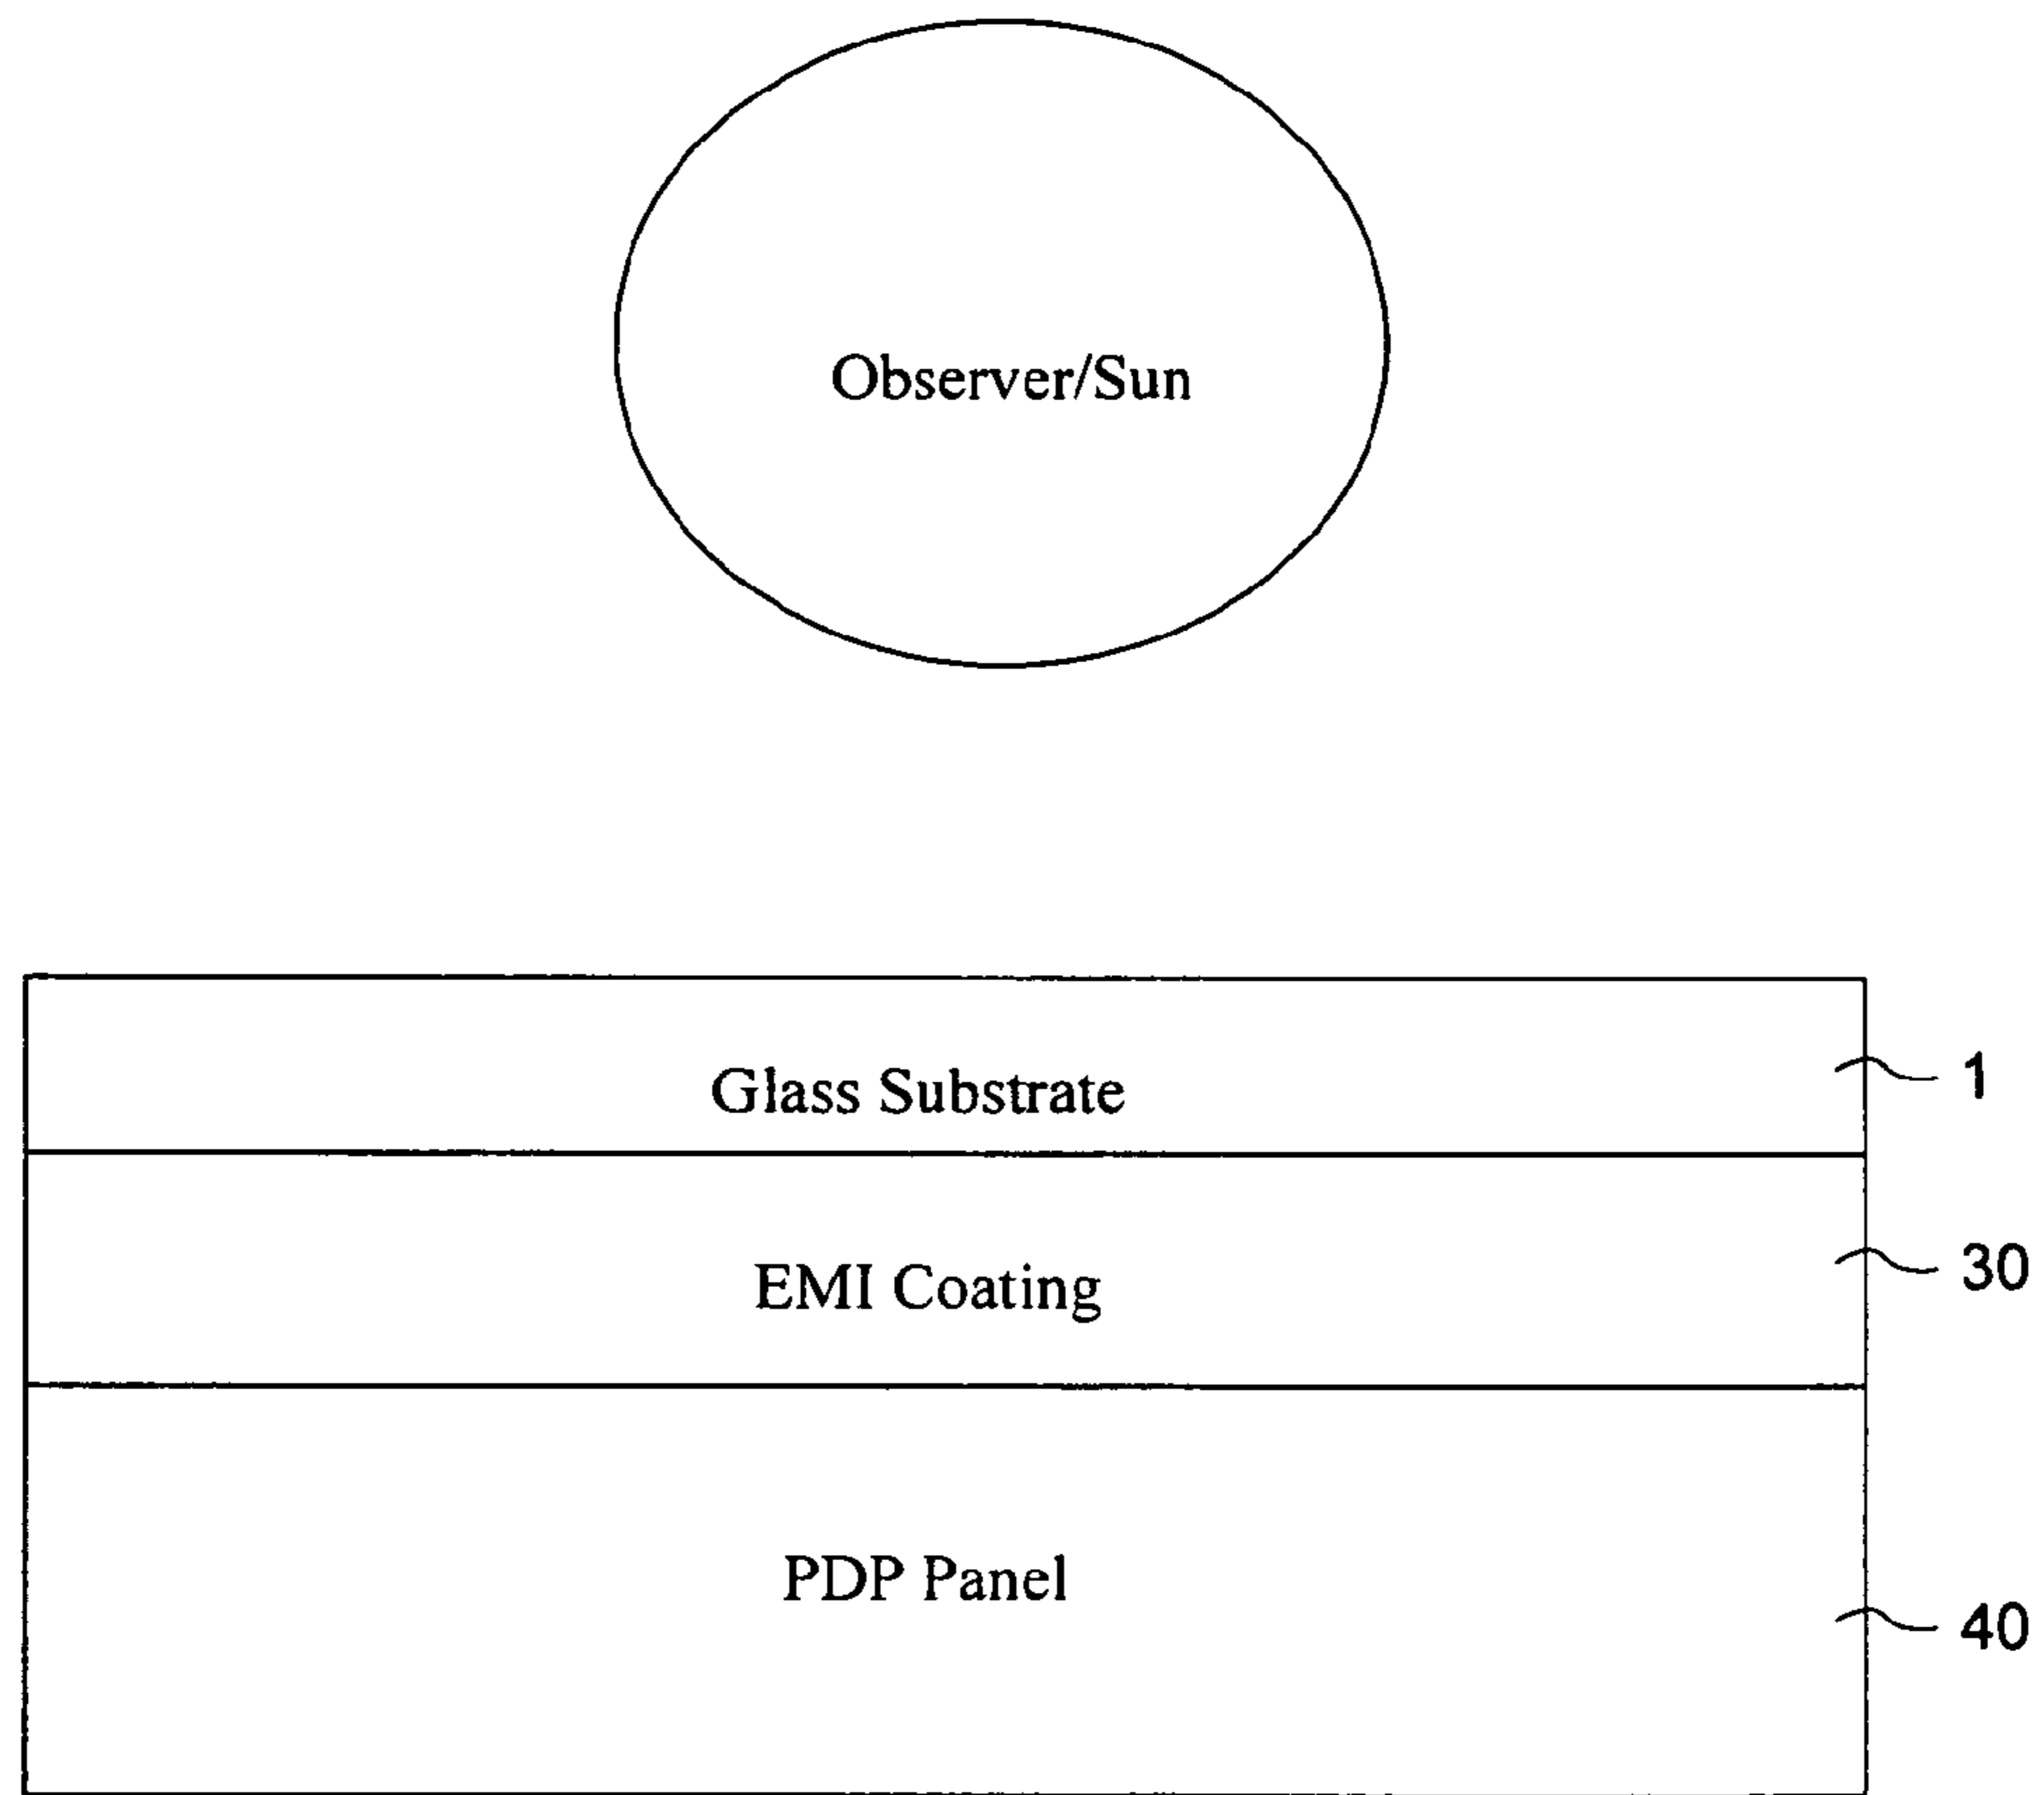 Observer/Sun
Glass Substrate
1
EMI Coating
30
PDP Panel
40